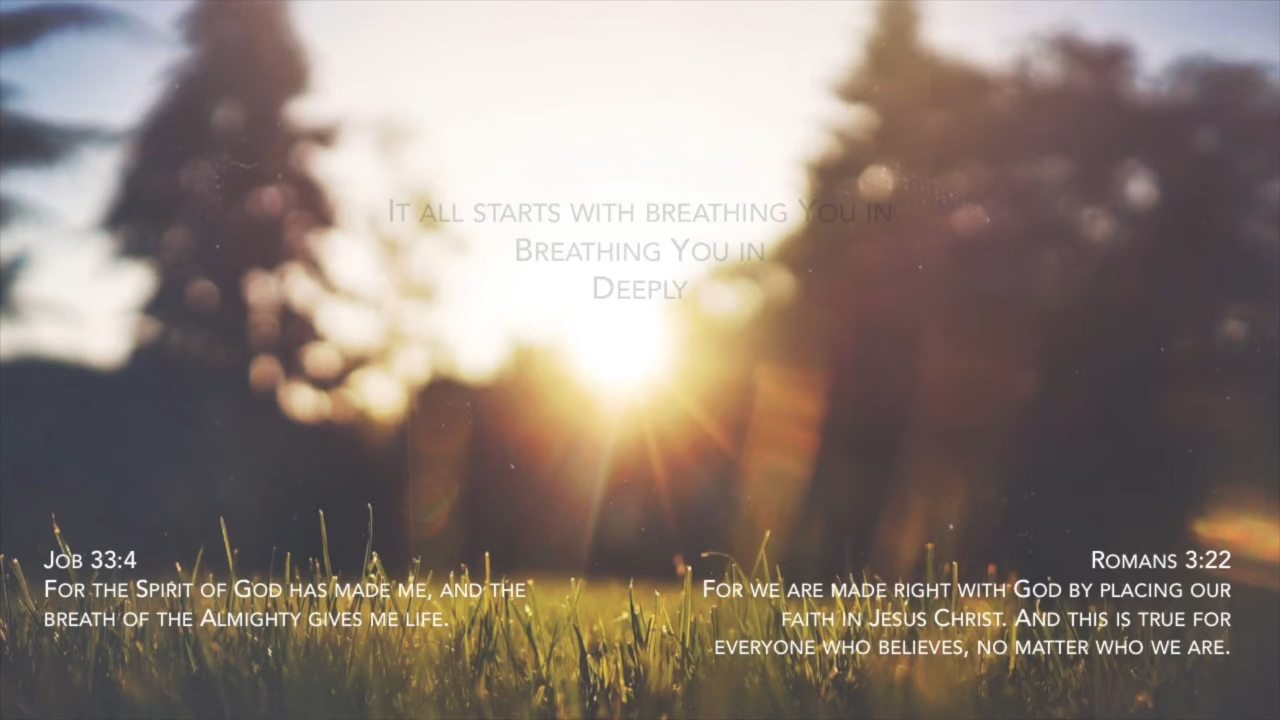 It all starts with breathing You in
Breathing You in
Deeply
Job 33:4
For the Spirit of God has made me, and the
breath of the Almighty gives me life.
Romans 3:22
For we are made right with God by placing our
faith in Jesus Christ. And this is true for
everyone who believes, no matter who we are.